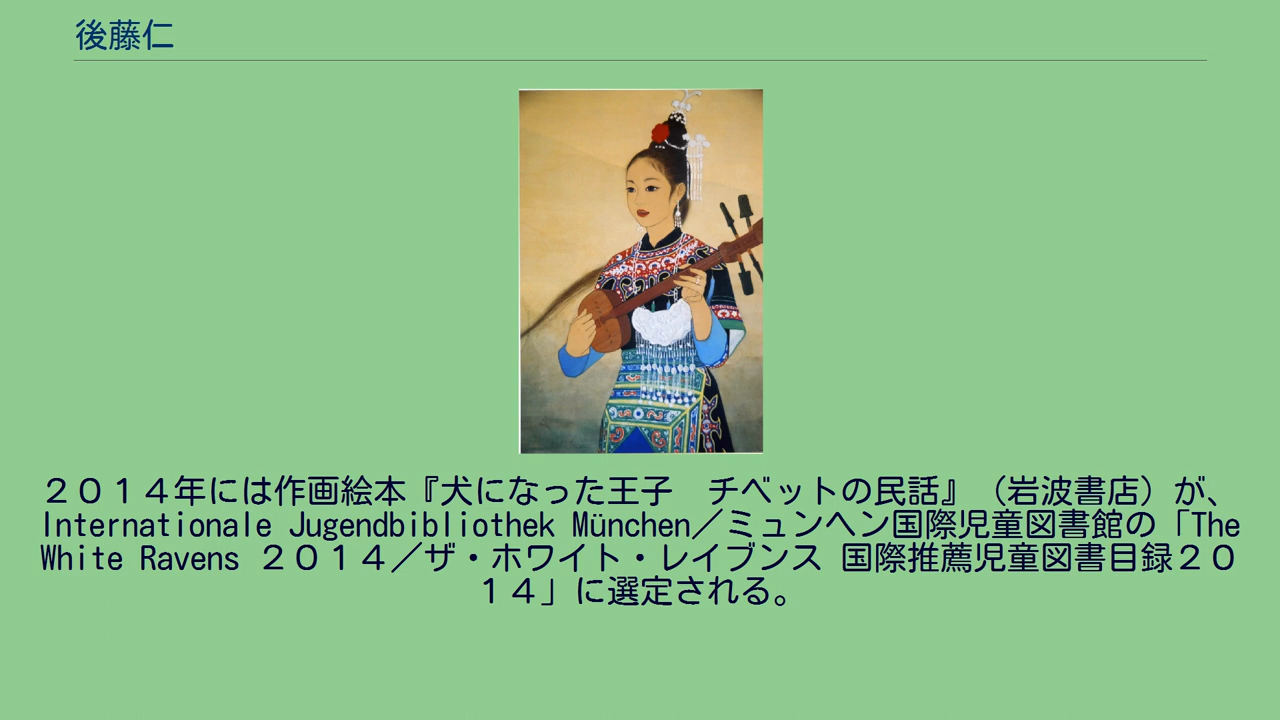 後藤仁
２０１４年には作画絵本『犬になった王子　チベットの民話』（岩波書店）が、
Internationale Jugendbibliothek München／ミュンヘン国際児童図書館の「The
White Ravens ２０１４／ザ・ホワイト・レイブンス 国際推薦児童図書目録２０
１４」に選定される。